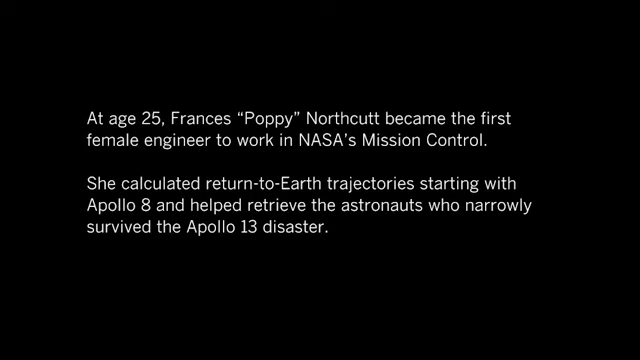 At age 25, Frances “Poppy” Northcutt became the first
female engineer to work in NASA’s Mission Control.
She calculated return-to-Earth trajectories starting with
Apollo 8 and helped retrieve the astronauts who narrowly
survived the Apollo 13 disaster.